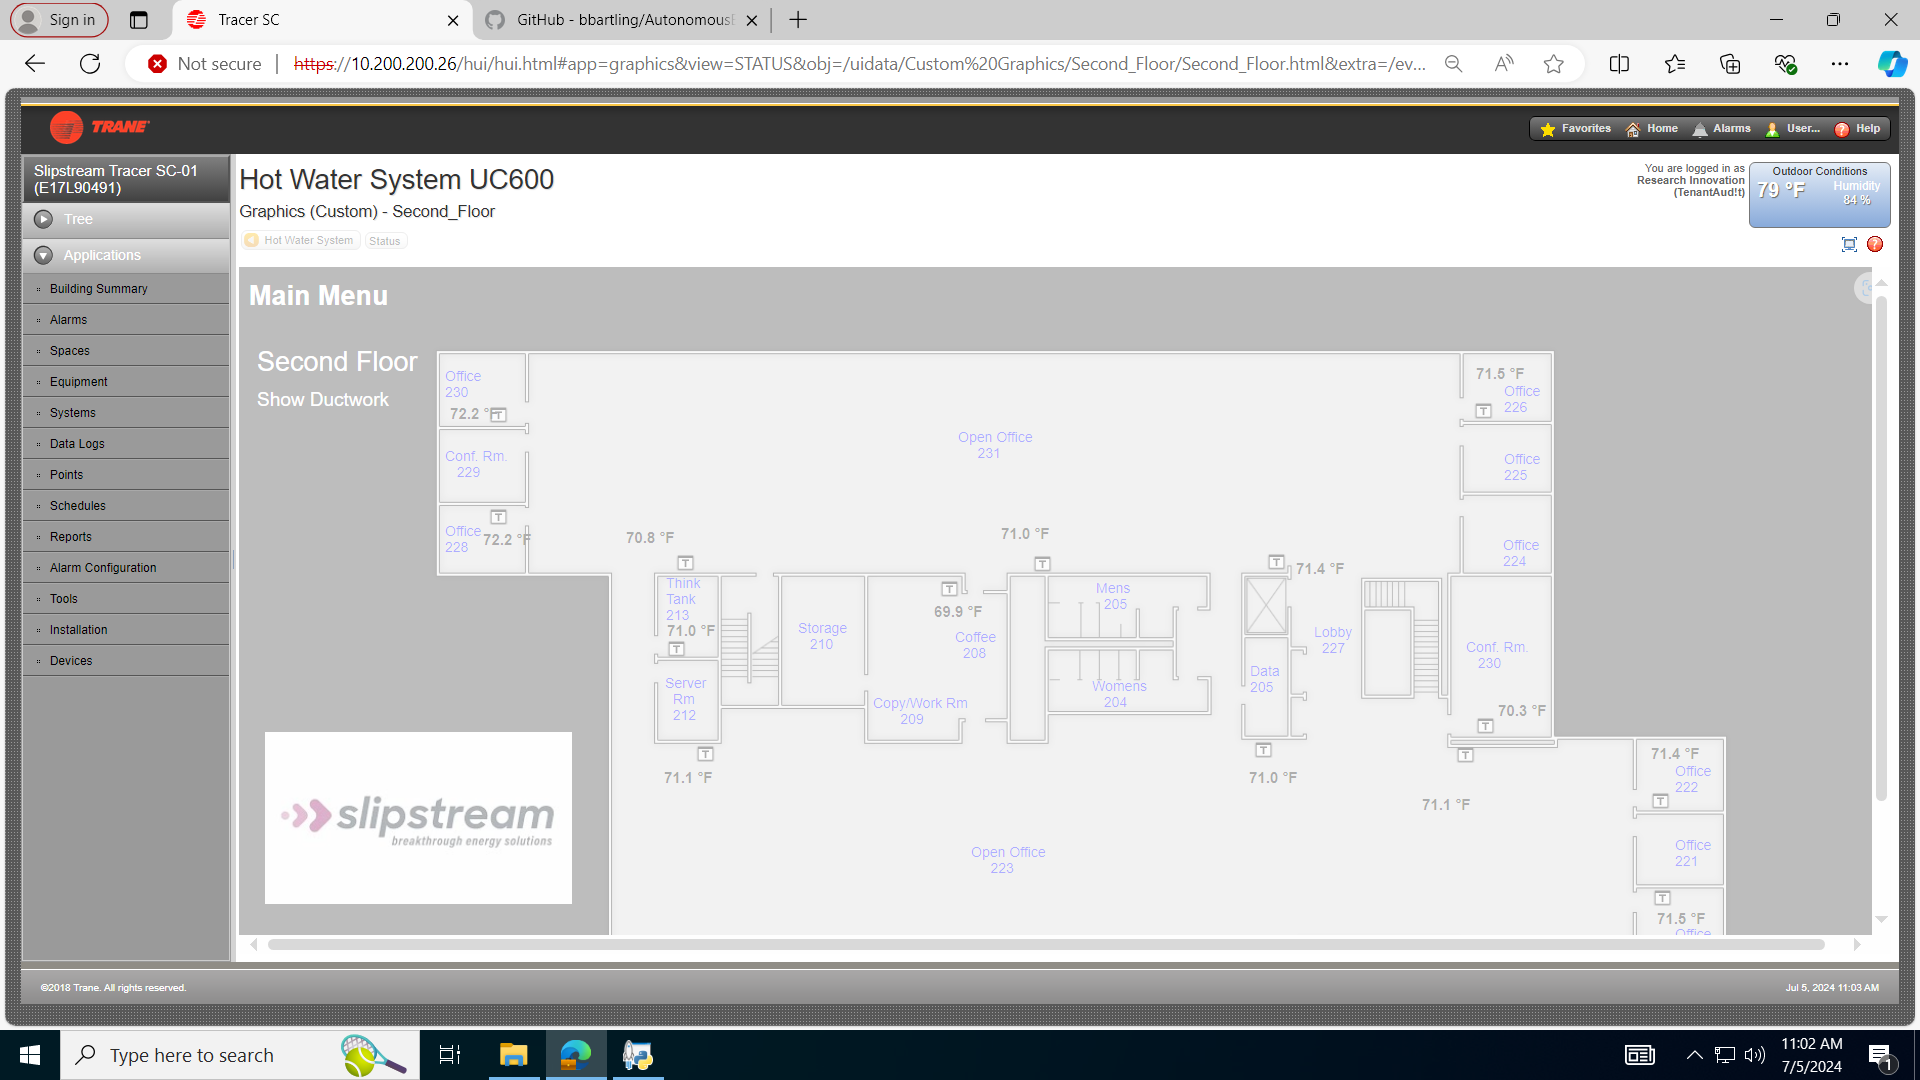 Sign in
Tracer SC
GitHub - bbartling/Autonomous
Not secure
https://10.200.200.26/hui/hui.html#app=graphics&view=STATUS&obj=/uidata/Custom%20Graphics/Second_Floor/Second_Floor.html&extra=/ev...
TRANE
Favorites
Home
Alarms
User...
Help
Slipstream Tracer SC-01
(E17L90491)
Tree
Applications
Building Summary
Alarms
Spaces
Equipment
Systems
Data Logs
Points
Schedules
Reports
Alarm Configuration
Tools
Installation
Devices
Hot Water System UC600
Graphics (Custom) - Second_Floor
Hot Water System
Status
You are logged in as
Research Innovation
(TenantAud!t)
Outdoor Conditions
79 °F
Humidity
84 %
Main Menu
Second Floor
Show Ductwork
Office
230
72.2 °F
T
Conf. Rm.
229
T
Office
228
72.2 °F
Open Office
231
71.5 °F
Office
226
T
Office
225
Office
224
70.8 °F
T
71.0 °F
T
T
71.4 °F
Think
Tank
213
71.0 °F
T
Server
Rm
212
T
71.1 °F
Storage
210
T
69.9 °F
Coffee
208
Copy/Work Rm
209
Mens
205
Womens
204
Data
205
T
71.0 °F
Lobby
227
Conf. Rm.
230
70.3 °F
T
T
71.1 °F
Open Office
223
71.4 °F
Office
222
T
Office
221
T
71.5 °F
Office
slipstream
breakthrough energy solutions
©2018 Trane. All rights reserved.
Jul 5, 2024 11:03 AM
Type here to search
11:02 AM
7/5/2024
1